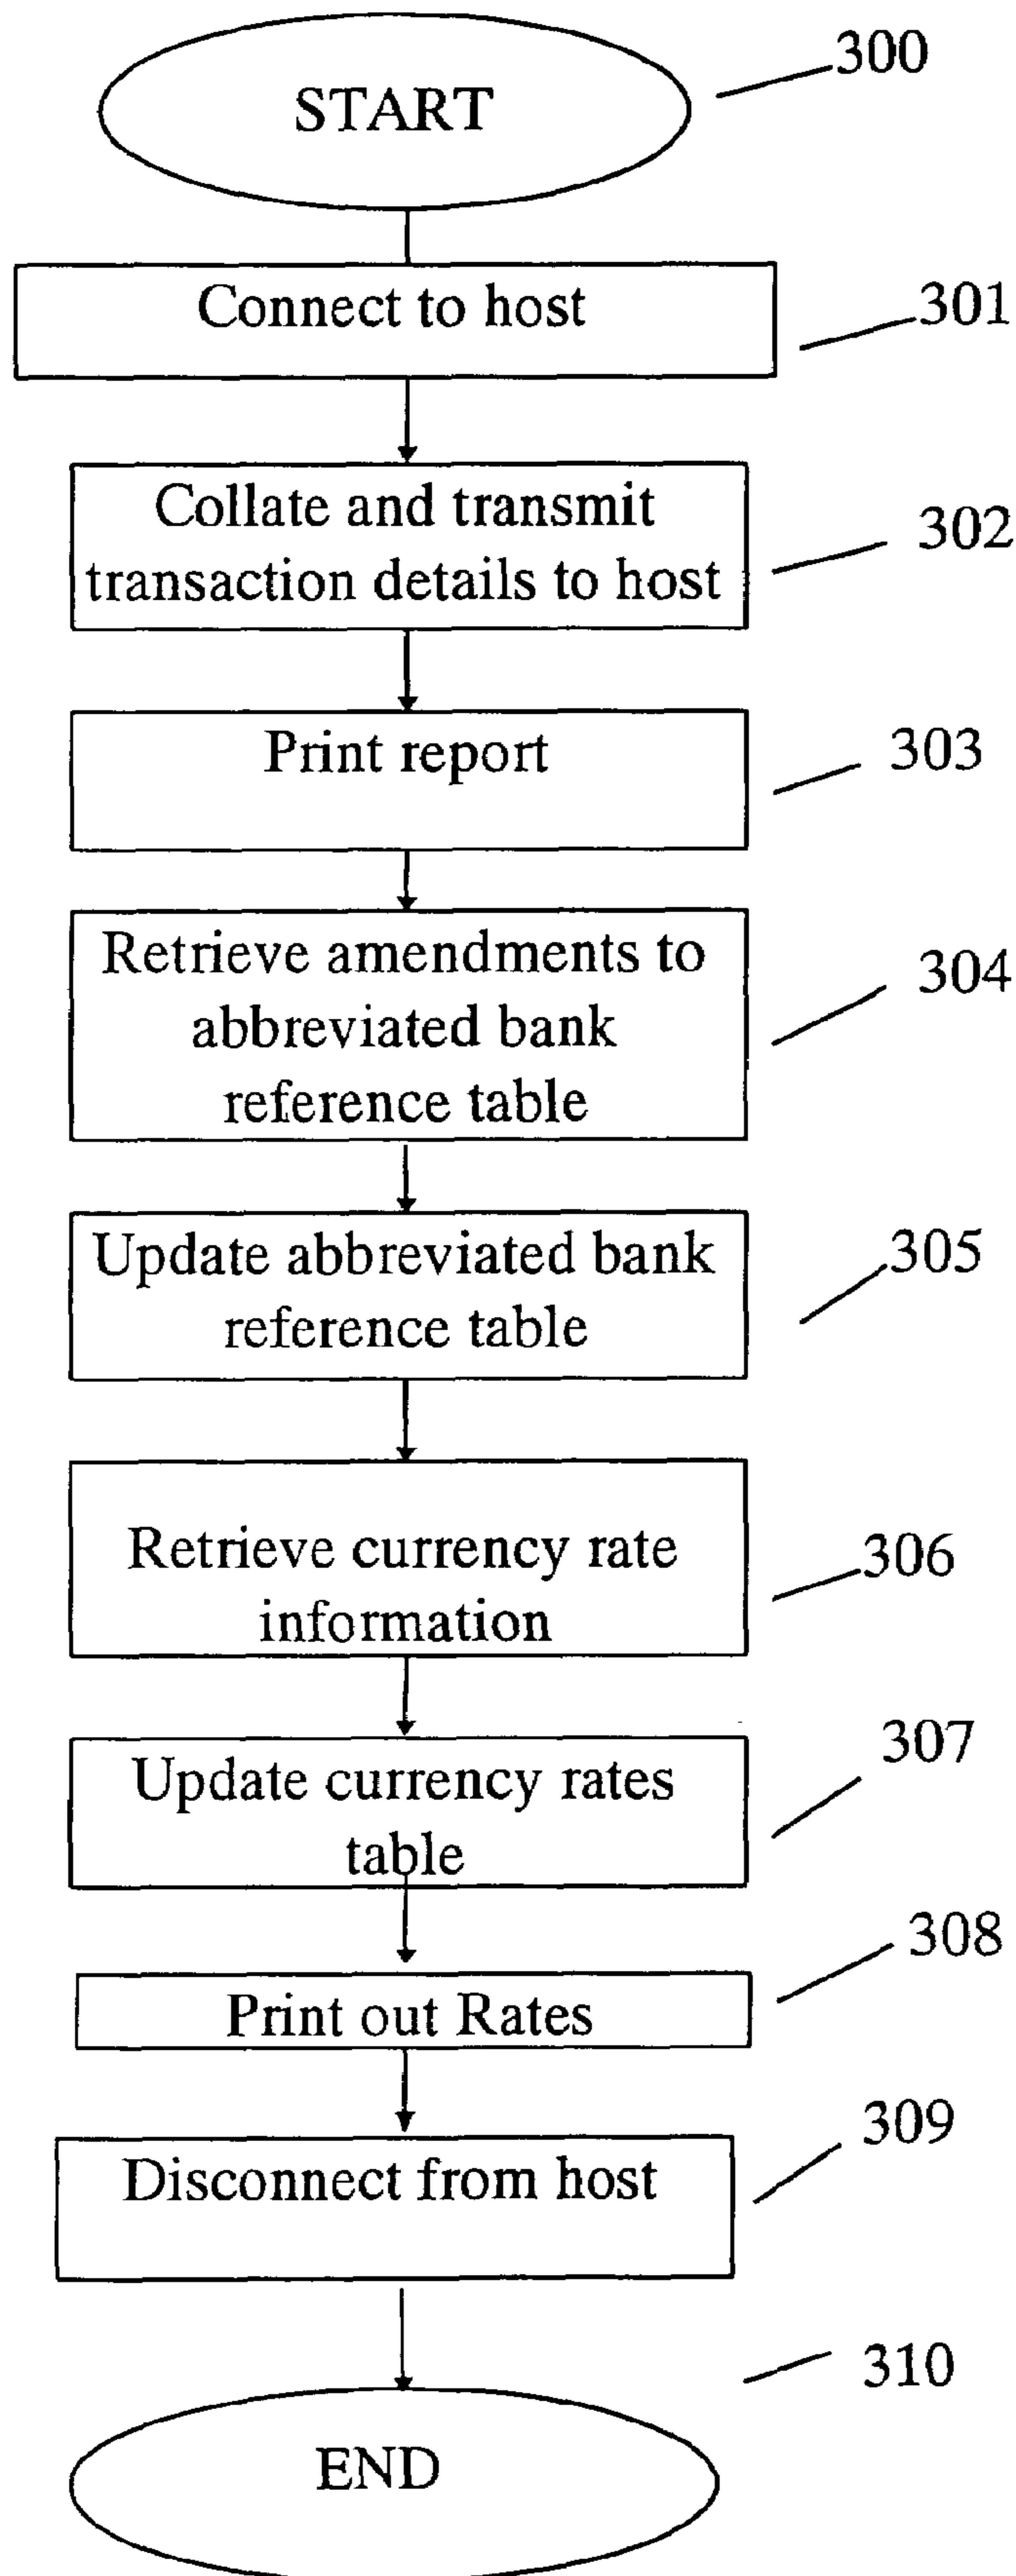 START
300
Connect to host
301
Collate and transmit
transaction details to host
302
Print report
303
Retrieve amendments to
abbreviated bank
reference table
304
Update abbreviated bank
reference table
305
Retrieve currency rate
information
306
Update currency rates
table
307
Print out Rates
308
Disconnect from host
309
END
310